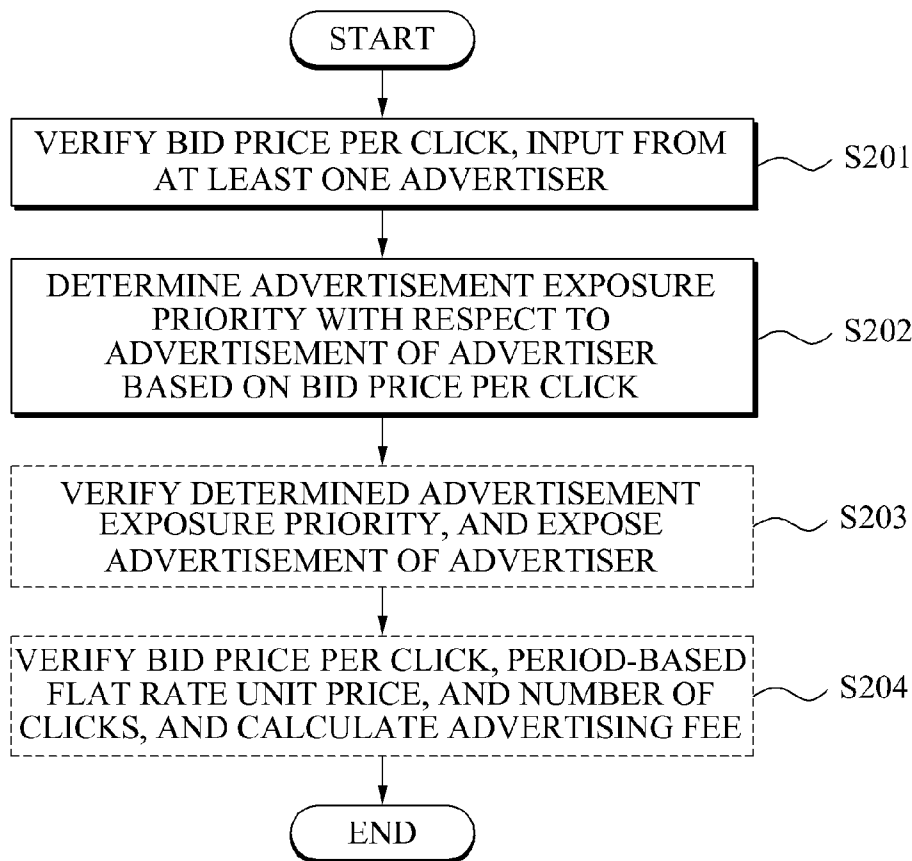 START
VERIFY BID PRICE PER CLICK, INPUT FROM
AT LEAST ONE ADVERTISER
S201
DETERMINE ADVERTISEMENT EXPOSURE
PRIORITY WITH RESPECT TO
ADVERTISEMENT OF ADVERTISER
BASED ON BID PRICE PER CLICK
S202
VERIFY DETERMINED ADVERTISEMENT
EXPOSURE PRIORITY, AND EXPOSE
ADVERTISEMENT OF ADVERTISER
S203
VERIFY BID PRICE PER CLICK, PERIOD-BASED
FLAT RATE UNIT PRICE, AND NUMBER OF
CLICKS, AND CALCULATE ADVERTISING FEE
S204
END